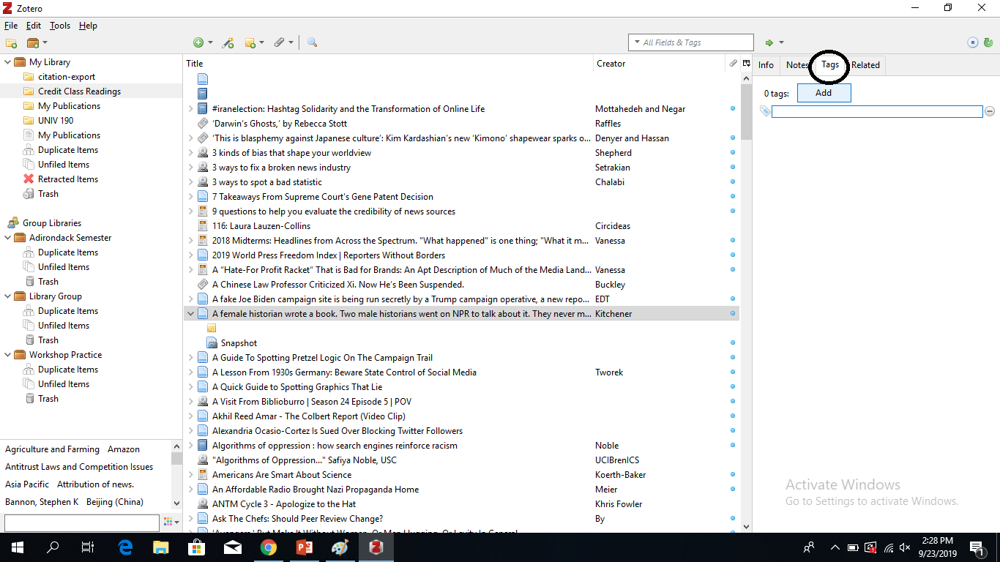 Zotero
File Edit Tools Help
All Fields & Tags
My Library
citation-export
Credit Class Readings
My Publications
UNIV 190
My Publications
Duplicate Items
Unfiled Items
Retracted Items
Trash
Group Libraries
Adirondack Semester
Duplicate Items
Unfiled Items
Trash
Library Group
Duplicate Items
Unfiled Items
Trash
Workshop Practice
Duplicate Items
Unfiled Items
Trash
Agriculture and Farming Amazon
Antitrust Laws and Competition Issues
Asia Pacific Attribution of news.
Bannon, Stephen K Beijing (China)
Title Creator
#iranelection: Hashtag Solidarity and the Transformation of Online Life Mottahedeh and Negar
‘Darwin’s Ghosts,’ by Rebecca Stott Raffles
‘This is blasphemy against Japanese culture’: Kim Kardashian’s new ‘Kimono’ shapewear sparks o... Denyer and Hassan
3 kinds of bias that shape your worldview Shepherd
3 ways to fix a broken news industry Setrakian
3 ways to spot a bad statistic Chalabi
7 Takeaways From Supreme Court's Gene Patent Decision
9 questions to help you evaluate the credibility of news sources
116: Laura Lauzen-Collins Circideas
2018 Midterms: Headlines from Across the Spectrum. "What happened" is one thing; "What it m... Vanessa
2019 World Press Freedom Index | Reporters Without Borders
A “Hate-For Profit Racket” That is Bad for Brands: An Apt Description of Much of the Media Land... Vanessa
A Chinese Law Professor Criticized Xi. Now He’s Been Suspended. Buckley
A fake Joe Biden campaign site is being run secretly by a Trump campaign operative, a new repo... EDT
A female historian wrote a book. Two male historians went on NPR to talk about it. They never m... Kitchener
Snapshot
A Guide To Spotting Pretzel Logic On The Campaign Trail
A Lesson From 1930s Germany: Beware State Control of Social Media Tworek
A Quick Guide to Spotting Graphics That Lie
A Visit From Biblioburro | Season 24 Episode 5 | POV
Akhil Reed Amar - The Colbert Report (Video Clip)
Alexandria Ocasio-Cortez Is Sued Over Blocking Twitter Followers
Algorithms of oppression : how search engines reinforce racism Noble
"Algorithms of Oppression..." Safiya Noble, USC UCIBrenICS
Americans Are Smart About Science Koerth-Baker
An Affordable Radio Brought Nazi Propaganda Home Meier
ANTM Cycle 3 - Apologize to the Hat Khris Fowler
Ask The Chefs: Should Peer Review Change? By
'Avengers,' But Make It Without Women, Or Men Hugging, Or Levity In General
Info Notes Tags Related
0 tags: Add
Activate Windows
Go to Settings to activate Windows.
2:28 PM
9/23/2019
1